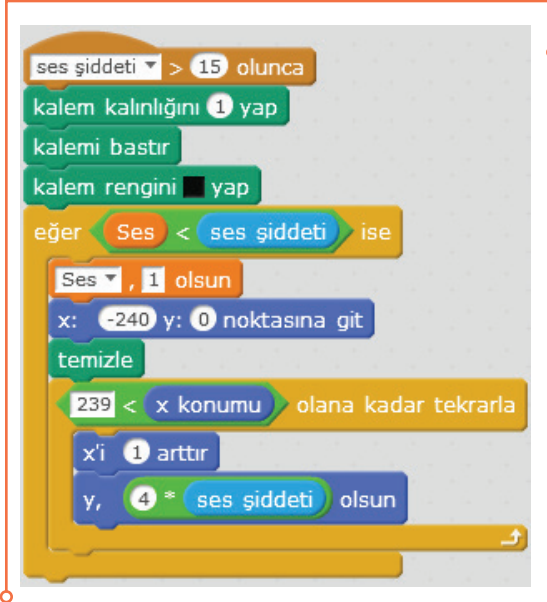 ses şiddeti > 15 olunca
kalem kalınlığını 1 yap
kalemi bastır
kalem rengini yap
eğer Ses < ses şiddeti ise
Ses , 1 olsun
x: -240 y: 0 noktasına git
temizle
239 < x konumu olana kadar tekrarla
x'i 1 arttır
y, 4 * ses şiddeti olsun